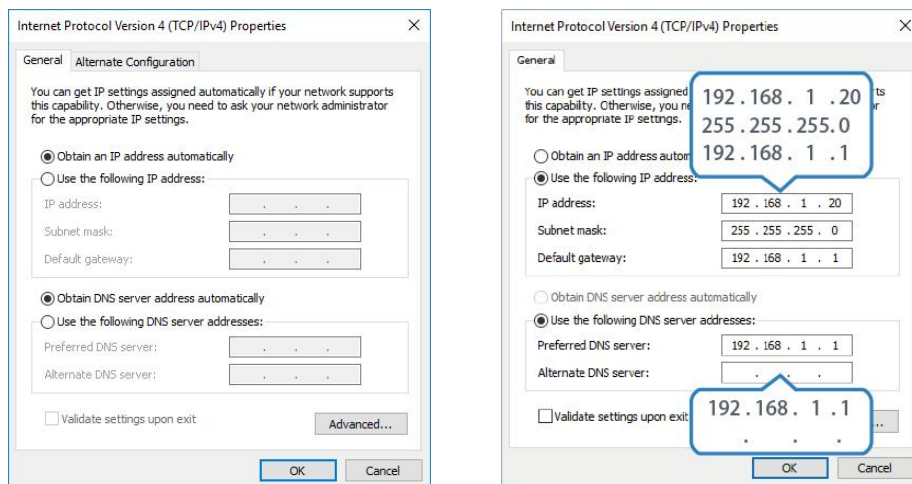 Internet Protocol Version 4 (TCP/IPv4) Properties
General
Alternate Configuration
You can get IP settings assigned automatically if your network supports
this capability. Otherwise, you need to ask your network administrator
for the appropriate IP settings.
Obtain an IP address automatically
Use the following IP address:
IP address:
. . .
Subnet mask:
. . .
Default gateway:
. . .
Obtain DNS server address automatically
Use the following DNS server addresses:
Preferred DNS server:
. . .
Alternate DNS server:
. . .
Validate settings upon exit
Advanced...
OK
Cancel
Internet Protocol Version 4 (TCP/IPv4) Properties
General
You can get IP settings assigned
this capability. Otherwise, you
for the appropriate IP settings.
192.168. 1 .20
255.255.255.0
192.168. 1 .1
Obtain an IP address
Use the following IP address:
IP address:
192 . 168 . 1 . 20
Subnet mask:
255 . 255 . 255 . 0
Default gateway:
192 . 168 . 1 . 1
Obtain DNS server address automatically
Use the following DNS server addresses:
Preferred DNS server:
192 . 168 . 1 . 1
Alternate DNS server:
. . .
Validate settings upon exit
192.168. 1 .1
. . .
OK
Cancel